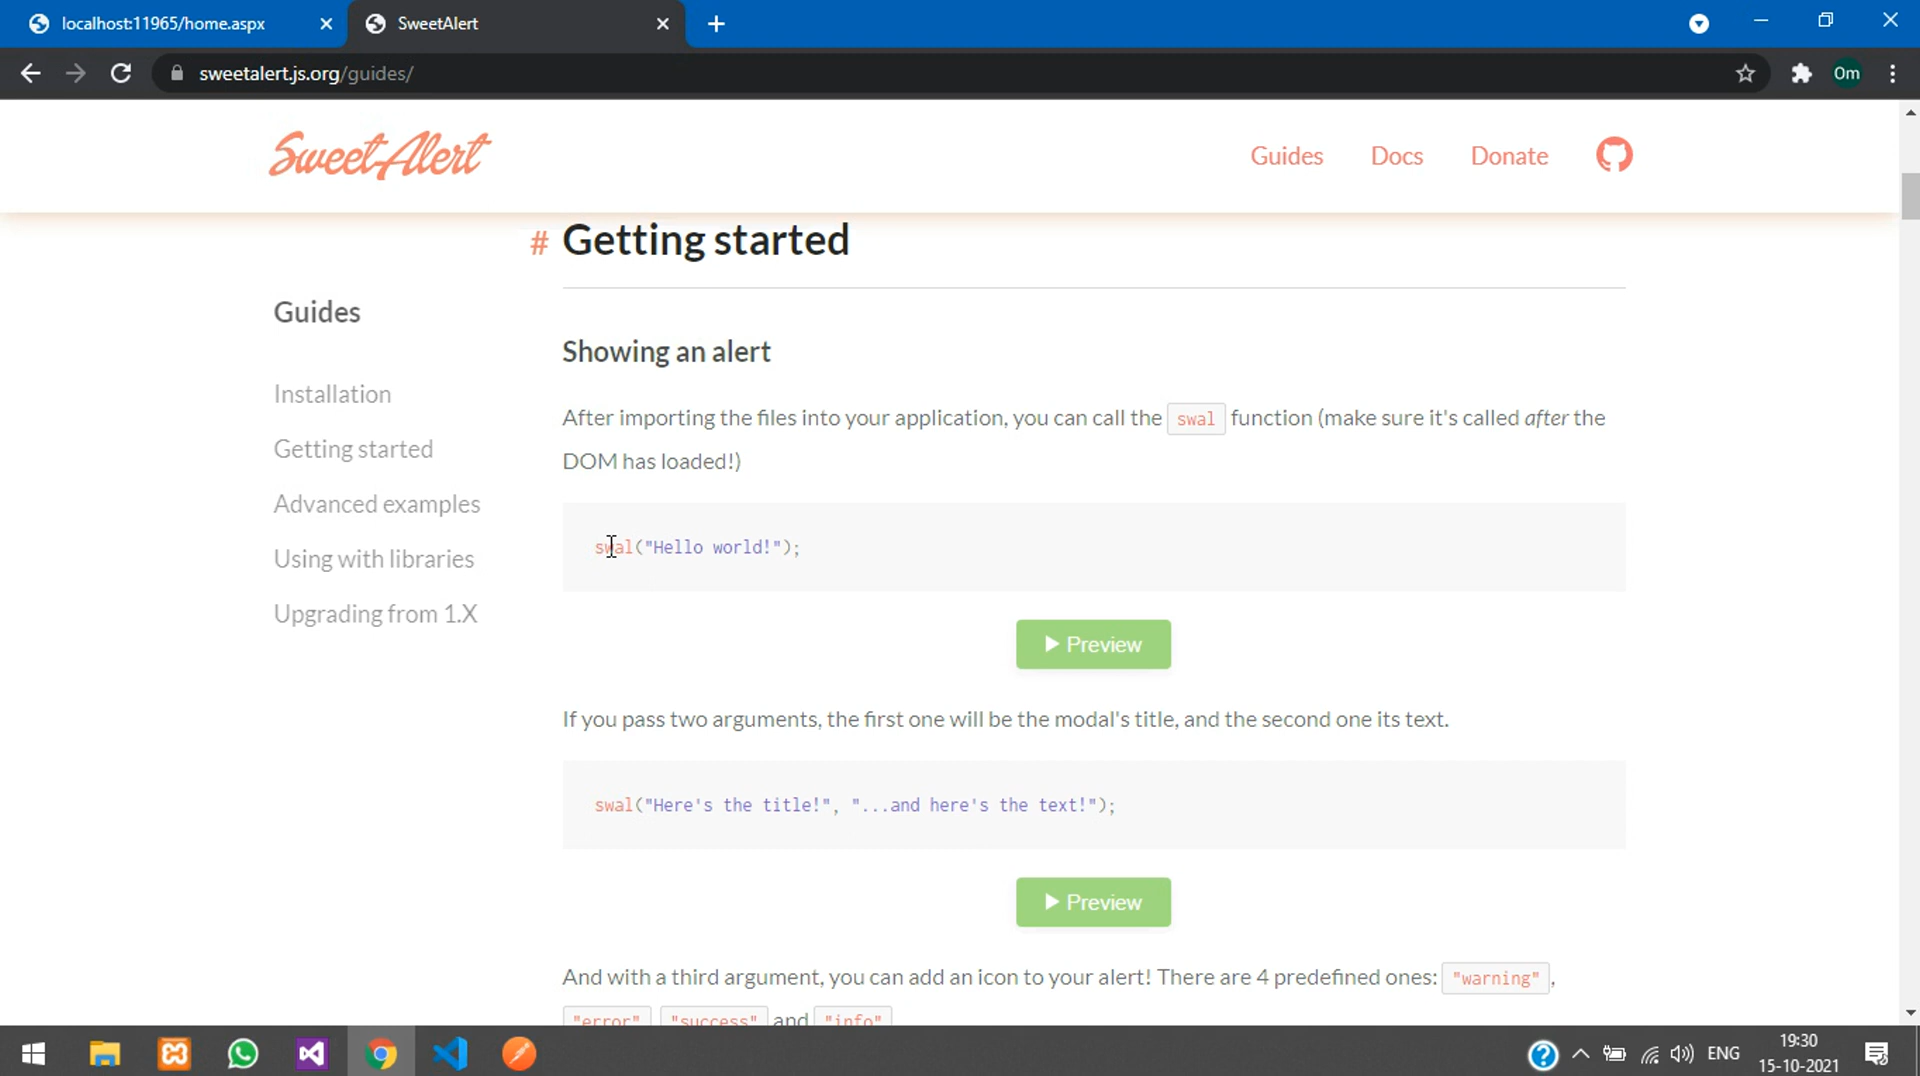 localhost:11965/home.aspx
SweetAlert
sweetalert.js.org/guides/
Om
SweetAlert
Guides
Docs
Donate
# Getting started
Guides
Installation
Getting started
Advanced examples
Using with libraries
Upgrading from 1.X
Showing an alert
After importing the files into your application, you can call the swal function (make sure it's called after the
DOM has loaded!)
swal("Hello world!");
Preview
If you pass two arguments, the first one will be the modal's title, and the second one its text.
swal("Here's the title!", "...and here's the text!");
Preview
And with a third argument, you can add an icon to your alert! There are 4 predefined ones: "warning",
"error" "success" and "info"
ENG
19:30
15-10-2021